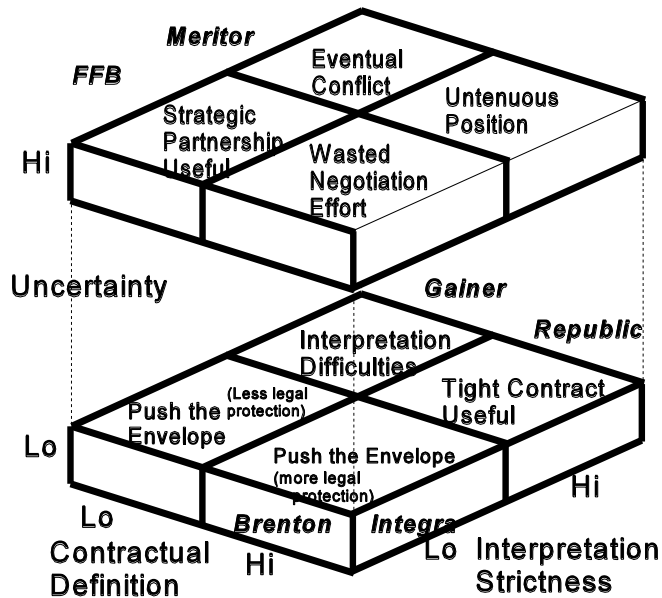 Meritor
FFB
Eventual
Conflict
Untenuous
Position
Strategic
Partnership
Useful
Wasted
Negotiation
Effort
Hi
Uncertainty
Gainer
Republic
Interpretation
Difficulties
Tight Contract
Useful
(Less legal
protection)
Push the
Envelope
Push the Envelope
(more legal
protection)
Lo
Hi
Lo
Brenton
Integra
Lo
Interpretation
Strictness
Contractual
Definition
Hi